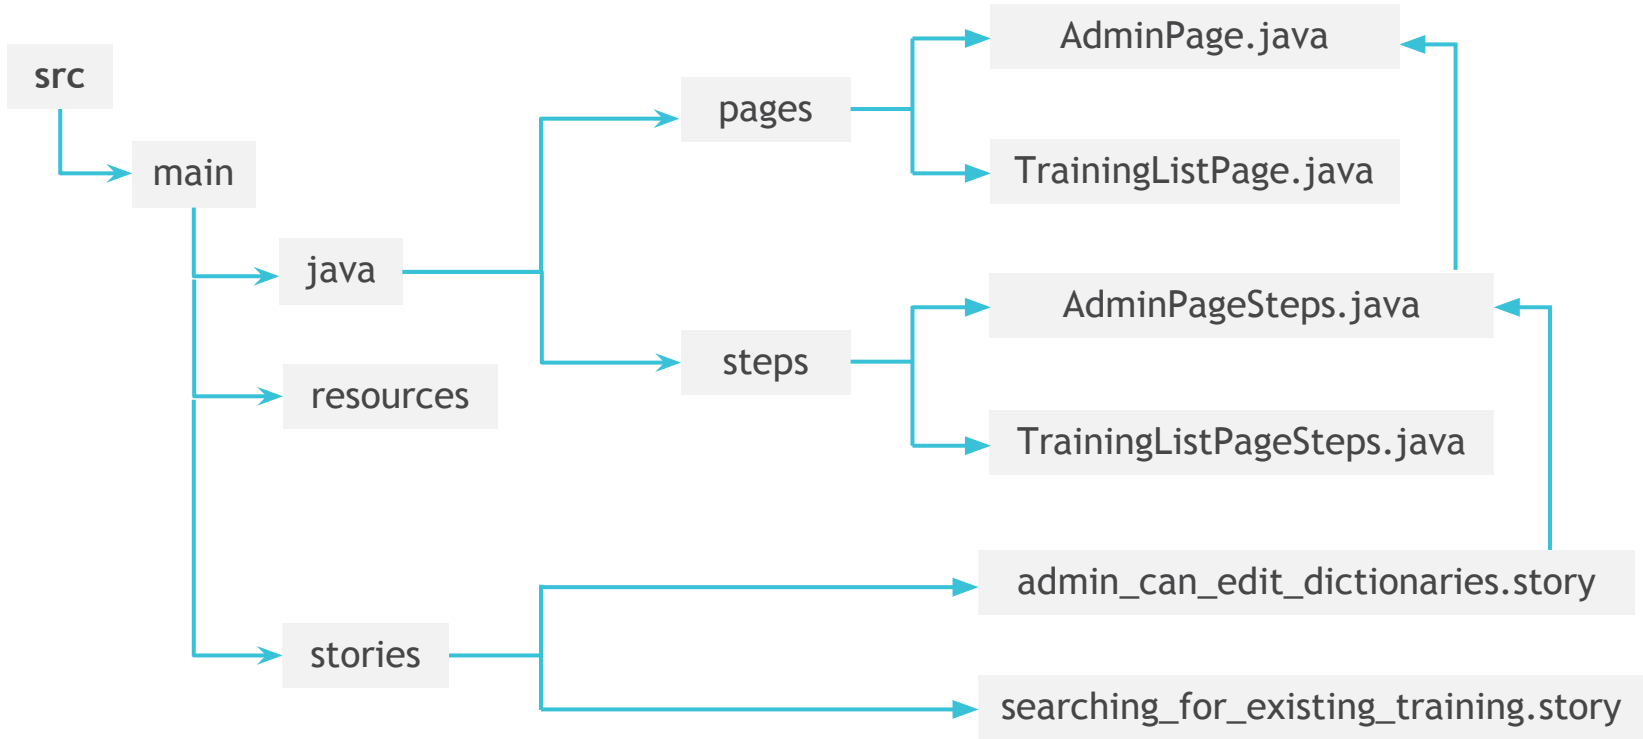 src
main
java
resources
stories
pages
steps
AdminPage.java
TrainingListPage.java
AdminPageSteps.java
TrainingListPageSteps.java
admin_can_edit_dictionaries.story
searching_for_existing_training.story